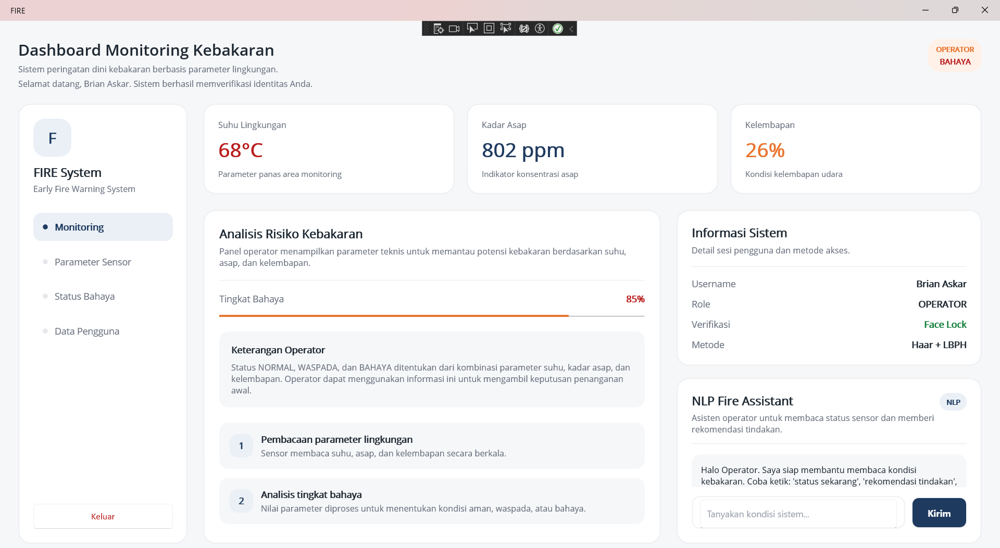 FIRE
Dashboard Monitoring Kebakaran
Sistem peringatan dini kebakaran berbasis parameter lingkungan.
Selamat datang, Brian Askar. Sistem berhasil memverifikasi identitas Anda.
OPERATOR
BAHAYA
F
FIRE System
Early Fire Warning System
Monitoring
Parameter Sensor
Status Bahaya
Data Pengguna
Keluar
Suhu Lingkungan
68°C
Parameter panas area monitoring
Kadar Asap
802 ppm
Indikator konsentrasi asap
Kelembapan
26%
Kondisi kelembapan udara
Analisis Risiko Kebakaran
Panel operator menampilkan parameter teknis untuk memantau potensi kebakaran berdasarkan suhu,
asap, dan kelembapan.
Tingkat Bahaya 85%
Keterangan Operator
Status NORMAL, WASPADA, dan BAHAYA ditentukan dari kombinasi parameter suhu, kadar asap, dan
kelembapan. Operator dapat menggunakan informasi ini untuk mengambil keputusan penanganan
awal.
1
Pembacaan parameter lingkungan
Sensor membaca suhu, asap, dan kelembapan secara berkala.
2
Analisis tingkat bahaya
Nilai parameter diproses untuk menentukan kondisi aman, waspada, atau bahaya.
Informasi Sistem
Detail sesi pengguna dan metode akses.
Username Brian Askar
Role OPERATOR
Verifikasi Face Lock
Metode Haar + LBPH
NLP Fire Assistant
NLP
Asisten operator untuk membaca status sensor dan memberi
rekomendasi tindakan.
Halo Operator. Saya siap membantu membaca kondisi
kebakaran. Coba ketik: 'status sekarang', 'rekomendasi tindakan',
Tanyakan kondisi sistem...
Kirim